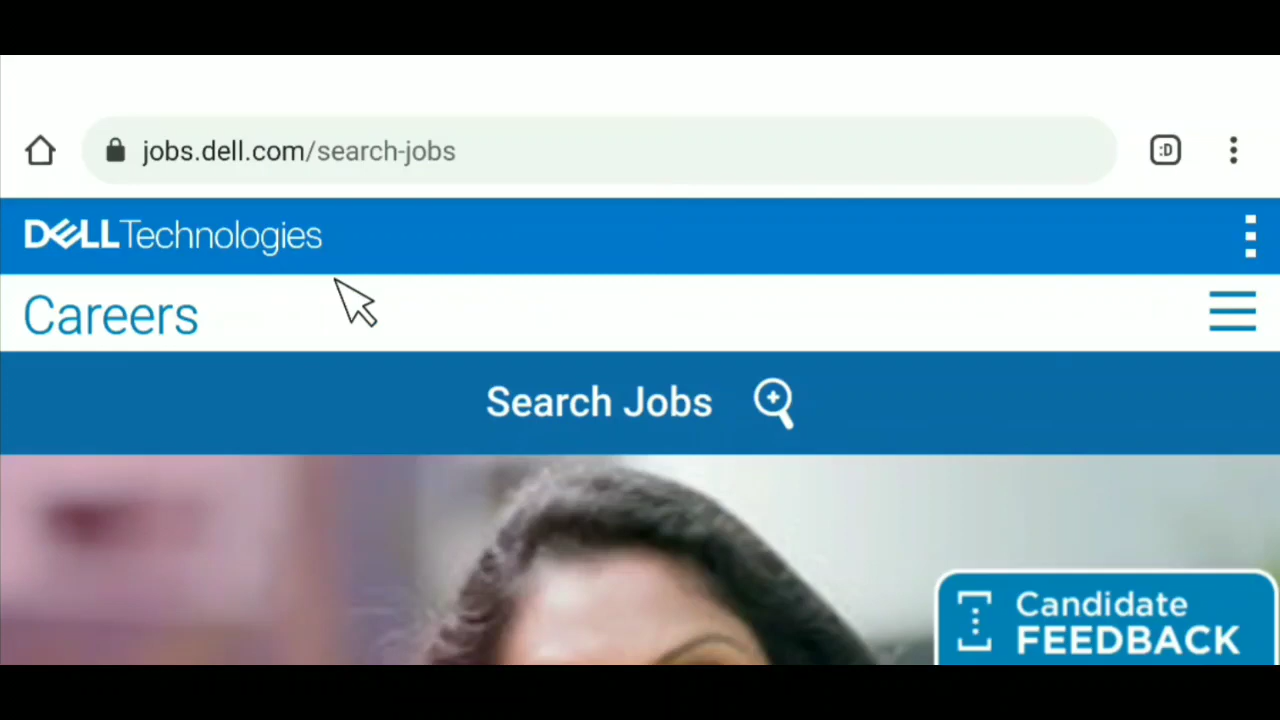 jobs.dell.com/search-jobs
:D
DELLTechnologies
Careers
Search Jobs
Candidate
FEEDBACK